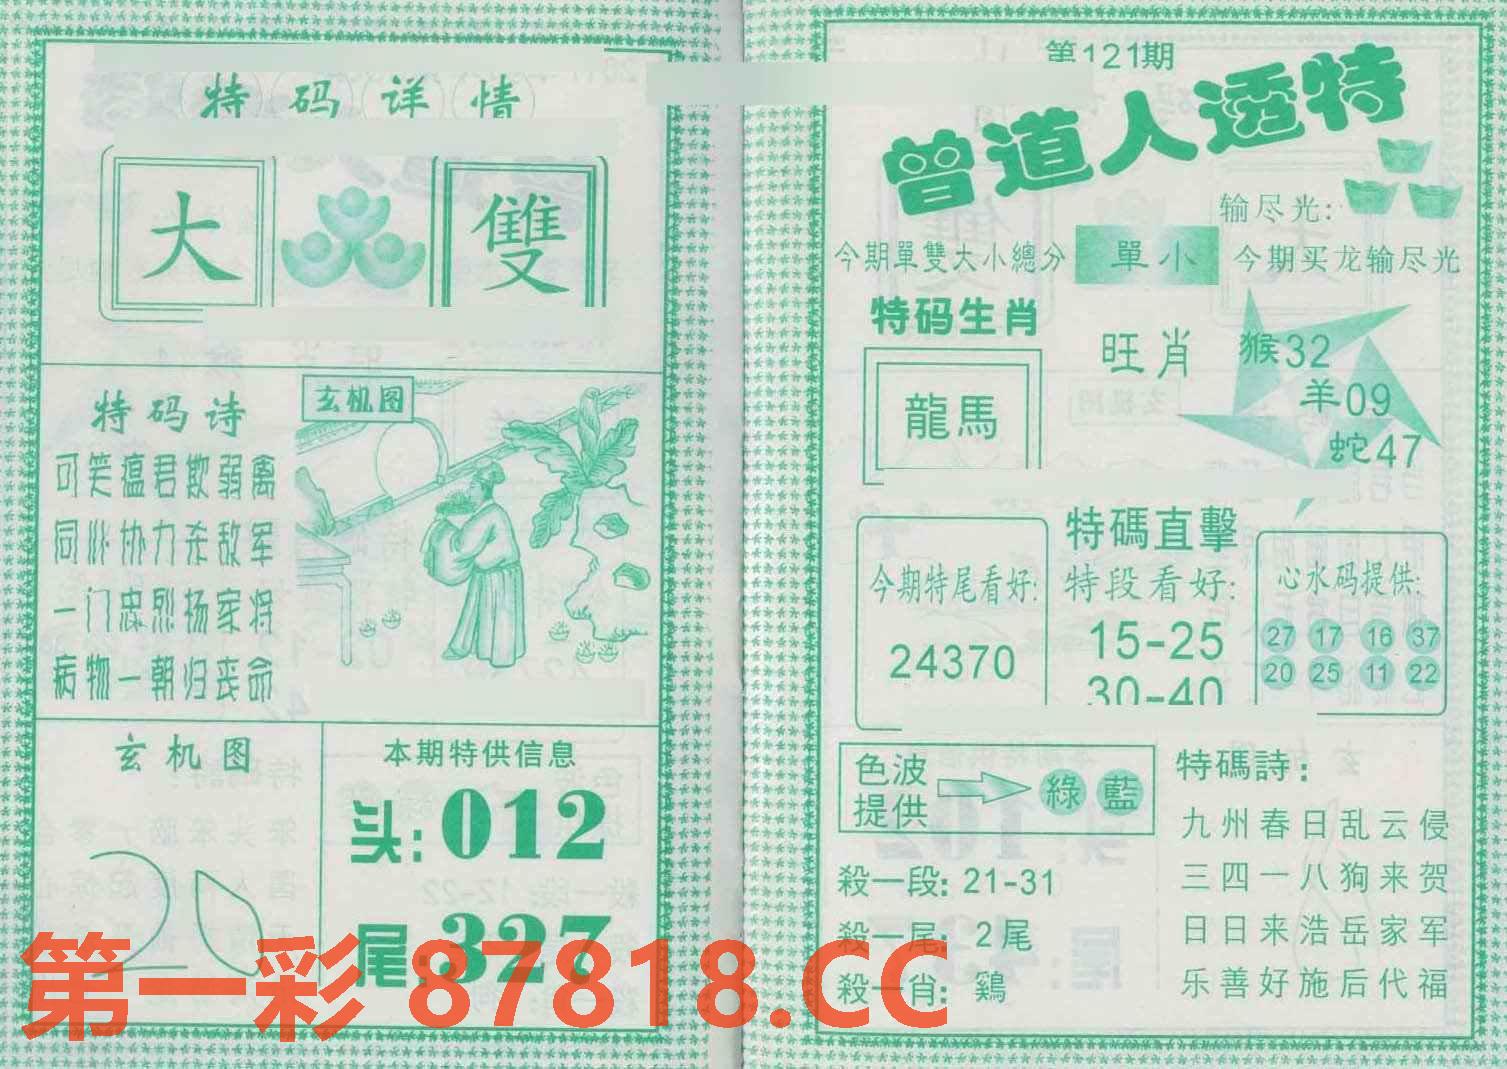 特码详情
大 雙
特码诗
可笑瘟君欺弱离
同州协力杀敌军
一门忠烈杨家将
病物一朝归丧命
玄机图
玄机图
本期特供信息
头:012
尾:327
第121期
曾道人透特
输尽光:
今期單雙大小總分 單小 今期买龙输尽光
特码生肖
龍馬
旺肖
猴32
羊09
蛇47
今期特尾看好:
24370
特碼直擊
特段看好:
15-25
30-40
心水码提供:
27 17 16 37
20 25 11 22
色波提供 綠 藍
殺一段: 21-31
殺一尾: 2尾
殺一肖: 鷄
特碼詩:
九州春日乱云侵
三四一八狗来贺
日日来浩岳家军
乐善好施后代福
第一彩 87818.CC